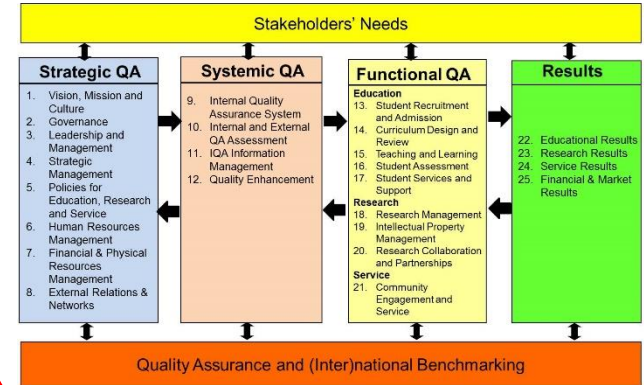 Stakeholders' Needs
Strategic QA
1. Vision, Mission and
Culture
2. Governance
3. Leadership and
Management
4. Strategic
Management
5. Policies for
Education, Research
and Service
6. Human Resources
Management
7. Financial & Physical
Resources
Management
8. External Relations &
Networks
Systemic QA
9. Internal Quality
Assurance System
10. Internal and External
QA Assessment
11. IQA Information
Management
12. Quality Enhancement
Functional QA
Education
13. Student Recruitment
and Admission
14. Curriculum Design and
Review
15. Teaching and Learning
16. Student Assessment
17. Student Services and
Support
Research
18. Research Management
19. Intellectual Property
Management
20. Research Collaboration
and Partnerships
Service
21. Community
Engagement and
Service
Results
22. Educational Results
23. Research Results
24. Service Results
25. Financial & Market
Results
Quality Assurance and (Inter)national Benchmarking